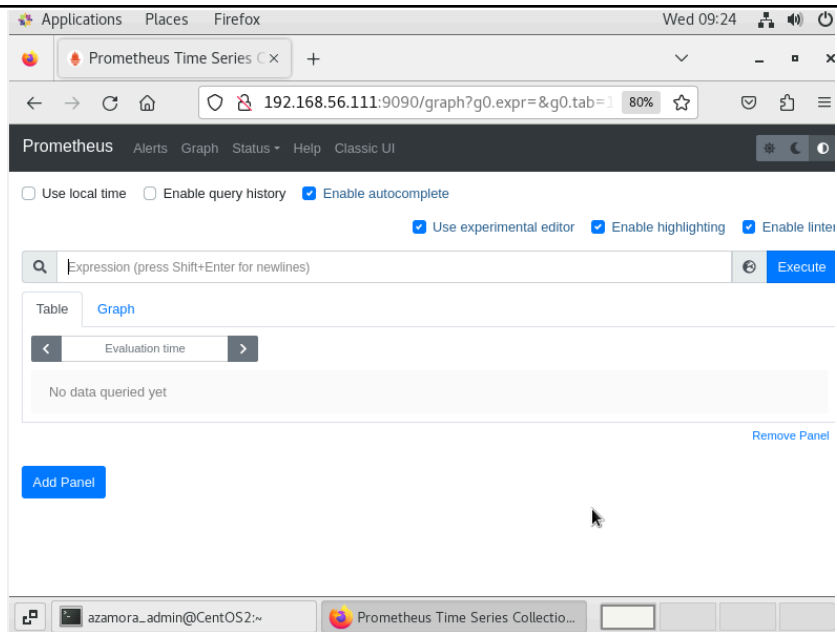 Applications Places Firefox Wed 09:24
Prometheus Time Series C
192.168.56.111:9090/graph?g0.expr=&g0.tab=1 80%
Prometheus Alerts Graph Status Help Classic UI
Use local time Enable query history Enable autocomplete
Use experimental editor Enable highlighting Enable linter
Expression (press Shift+Enter for newlines) Execute
Table Graph
Evaluation time
No data queried yet
Remove Panel
Add Panel
azamora_admin@CentOS2:~ Prometheus Time Series Collectio...